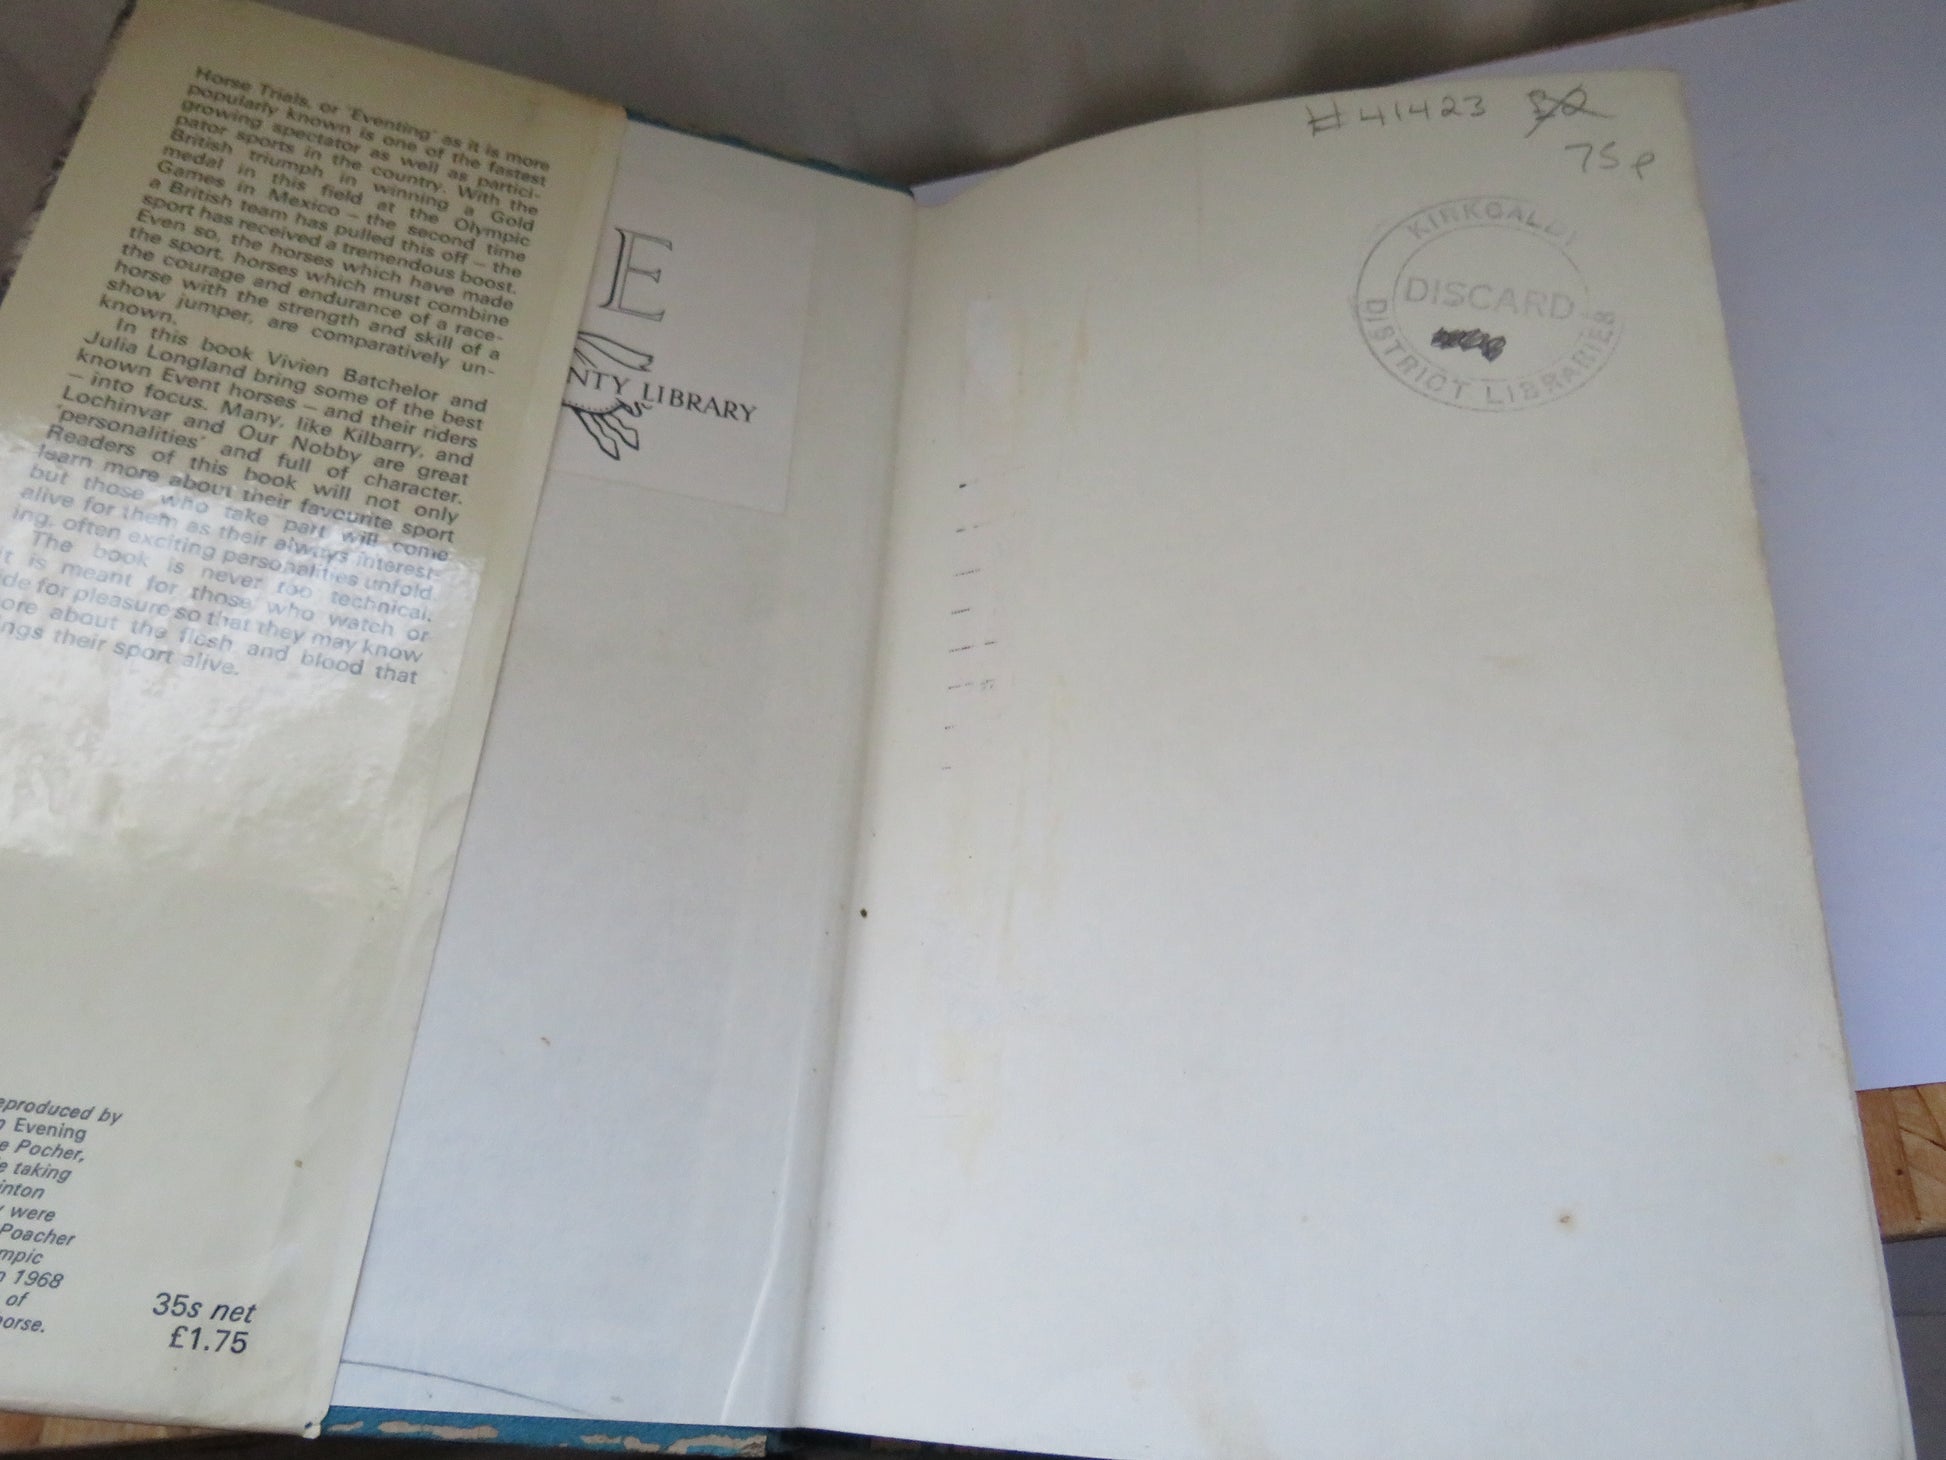 Horse Trials, or 'Eventing' as it is more
popularly known is one of the fastest
growing spectator as well as partici-
pator sports in the country. With the
British triumph in winning a Gold
medal in this field at the Olympic
Games in Mexico – the second time
a British team has pulled this off – the
sport has received a tremendous boost.
Even so, the horses which have made
the sport, horses which must combine
the courage and endurance of a race-
horse with the strength and skill of a
show jumper, are comparatively un-
known.
In this book Vivien Batchelor and
Julia Longland bring some of the best
known Event horses – and their riders
– into focus. Many, like Kilbarry, and
Lochinvar and Our Nobby are great
'personalities' and full of character.
Readers of this book will not only
learn more about their favourite sport
but those who take part will come
alive for them as their always interest-
ing, often exciting personalities unfold.
The book is never too technical.
it is meant for those who watch or
ide for pleasure so that they may know
ore about the flesh and blood that
ngs their sport alive.
eproduced by
n Evening
e Pocher,
e taking
inton
y were
Poacher
mpic
n 1968
of
orse.
35s net
£1.75
E
NTY LIBRARY
#41423
75p
KIRKCALDY
DISCARD
DISTRICT LIBRARIES